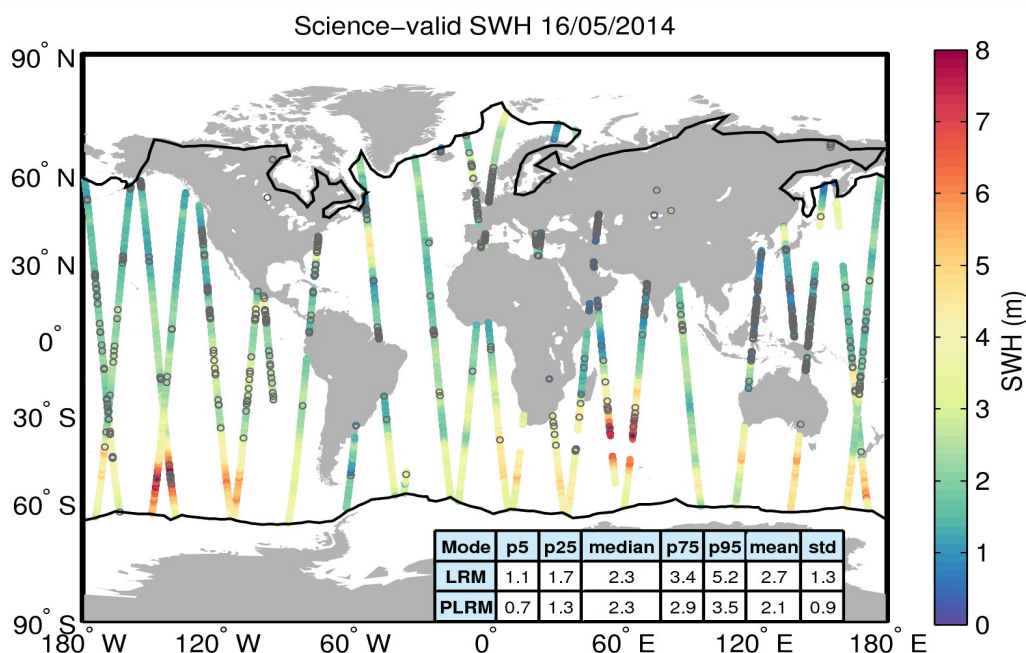 Science−valid SWH 16/05/2014
90° N
60° N
30° N
0°
30° S
60° S
90° S
180° W
120° W
60° W
0°
60° E
120° E
180° E
Mode p5 p25 median p75 p95 mean std
LRM 1.1 1.7 2.3 3.4 5.2 2.7 1.3
PLRM 0.7 1.3 2.3 2.9 3.5 2.1 0.9
8
7
6
5
4
3
2
1
0
SWH (m)